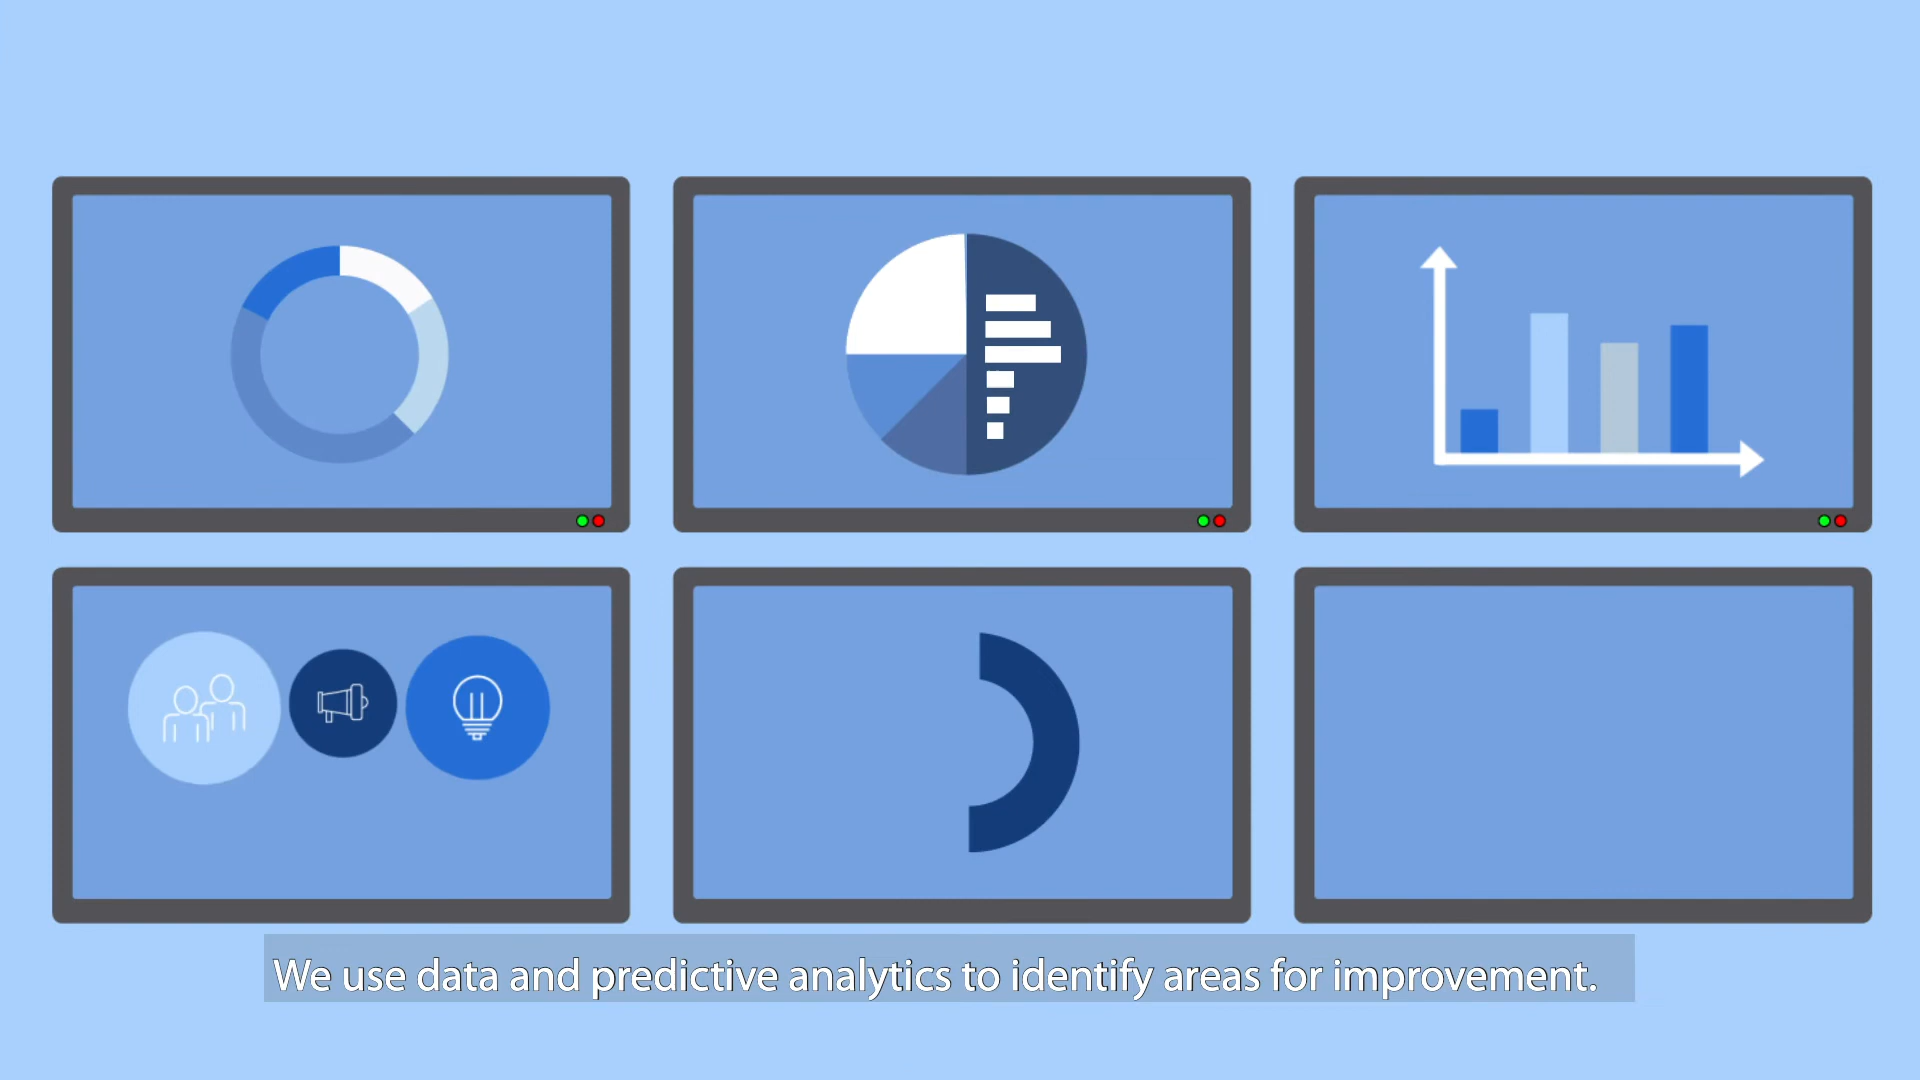 We use data and predictive analytics to identify areas for improvement.